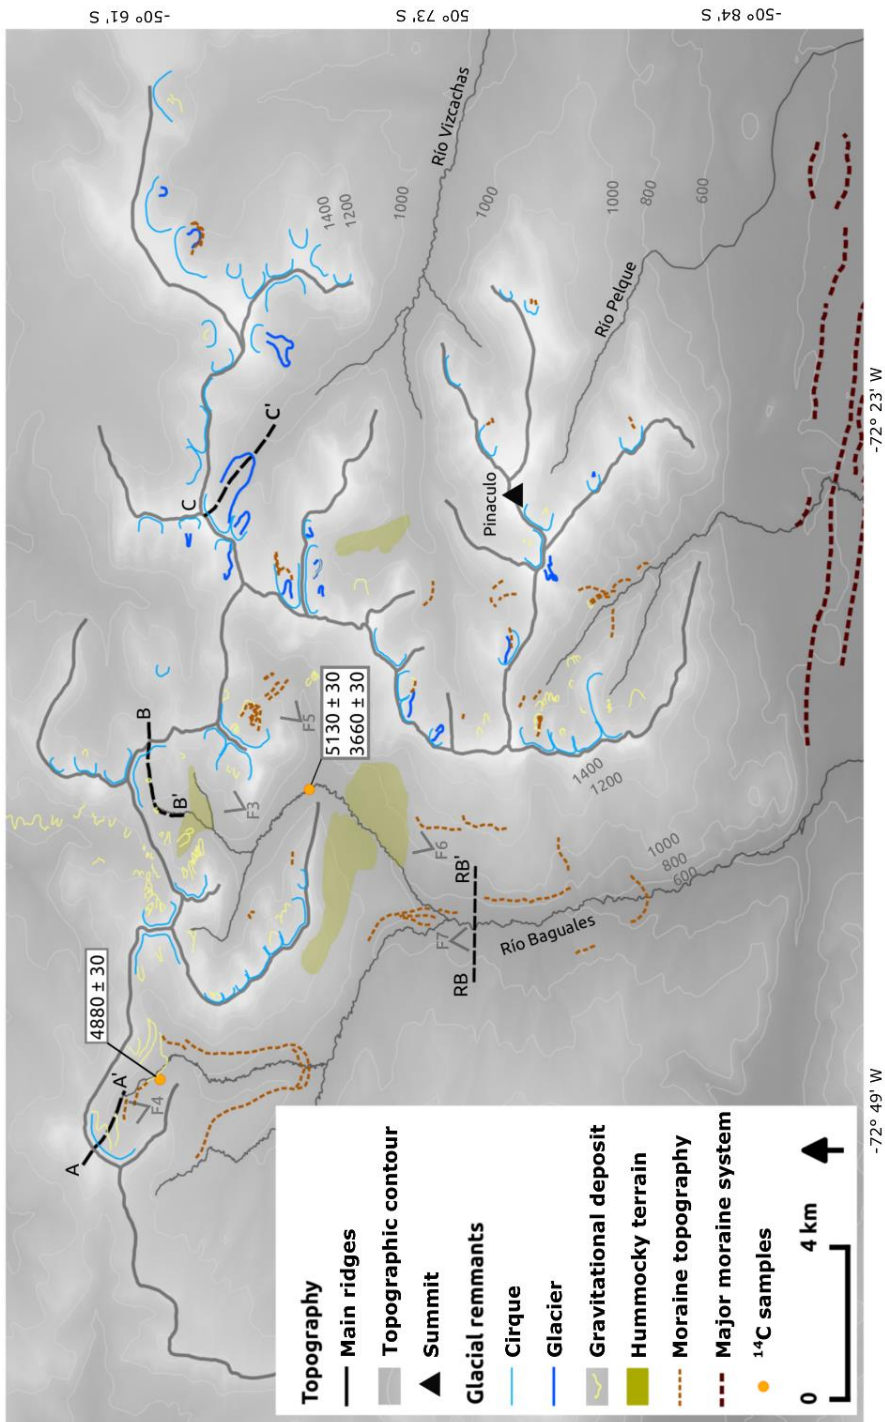 -50° 61' S
-50° 73' S
-50° 84' S
Río Vizcachas
1400
1200
1000
1000
1000
800
600
Río Pelque
-72° 23' W
C
C'
Pinaculo
B
B'
F5
5130 ± 30
3660 ± 30
F3
1400
1200
F6
1000
800
600
RB'
RB
F7
Río Baguales
4880 ± 30
A
A'
F4
-72° 49' W
Topography
Main ridges
Topographic contour
Summit
Glacial remnants
Cirque
Glacier
Gravitational deposit
Hummocky terrain
Moraine topography
Major moraine system
¹⁴C samples
0
4 km